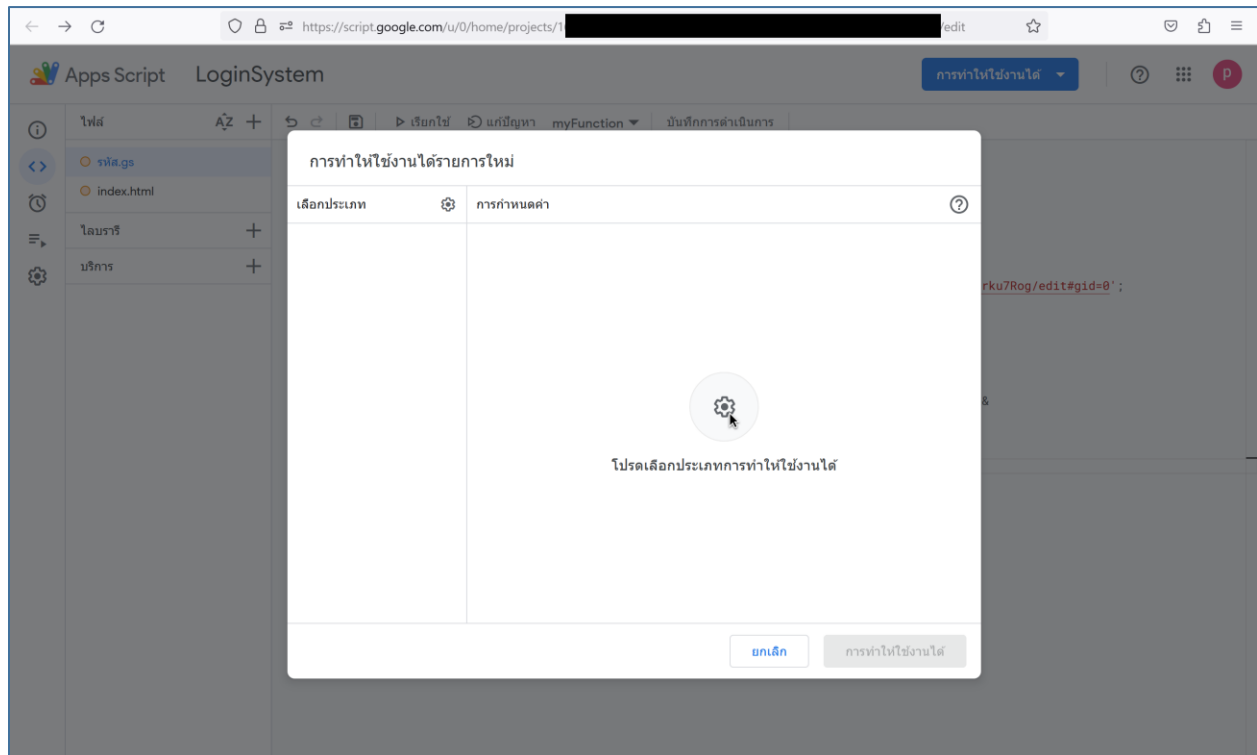 https://script.google.com/u/0/home/projects/1
/edit
Apps Script LoginSystem
การทำให้ใช้งานได้
p
ไฟล์
AZ
เรียกใช้
แก้ปัญหา
myFunction
บันทึกการดำเนินการ
รหัส.gs
index.html
ไลบรารี
บริการ
การทำให้ใช้งานได้รายการใหม่
เลือกประเภท
การกำหนดค่า
rku7Rog/edit#gid=0';
&
โปรดเลือกประเภทการทำให้ใช้งานได้
ยกเลิก
การทำให้ใช้งานได้